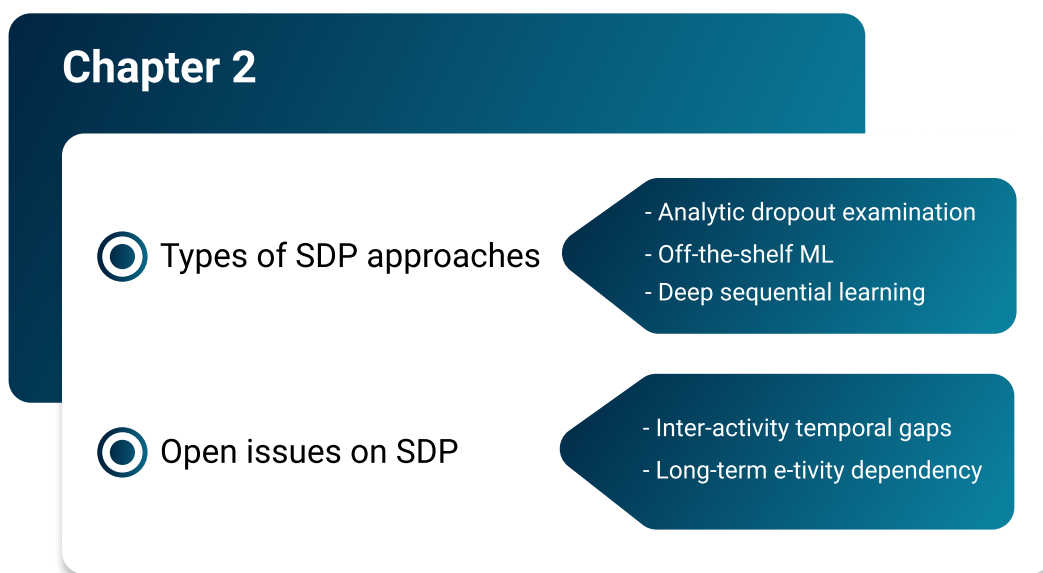 Chapter 2
Types of SDP approaches
- Analytic dropout examination
- Off-the-shelf ML
- Deep sequential learning
Open issues on SDP
- Inter-activity temporal gaps
- Long-term e-tivity dependency